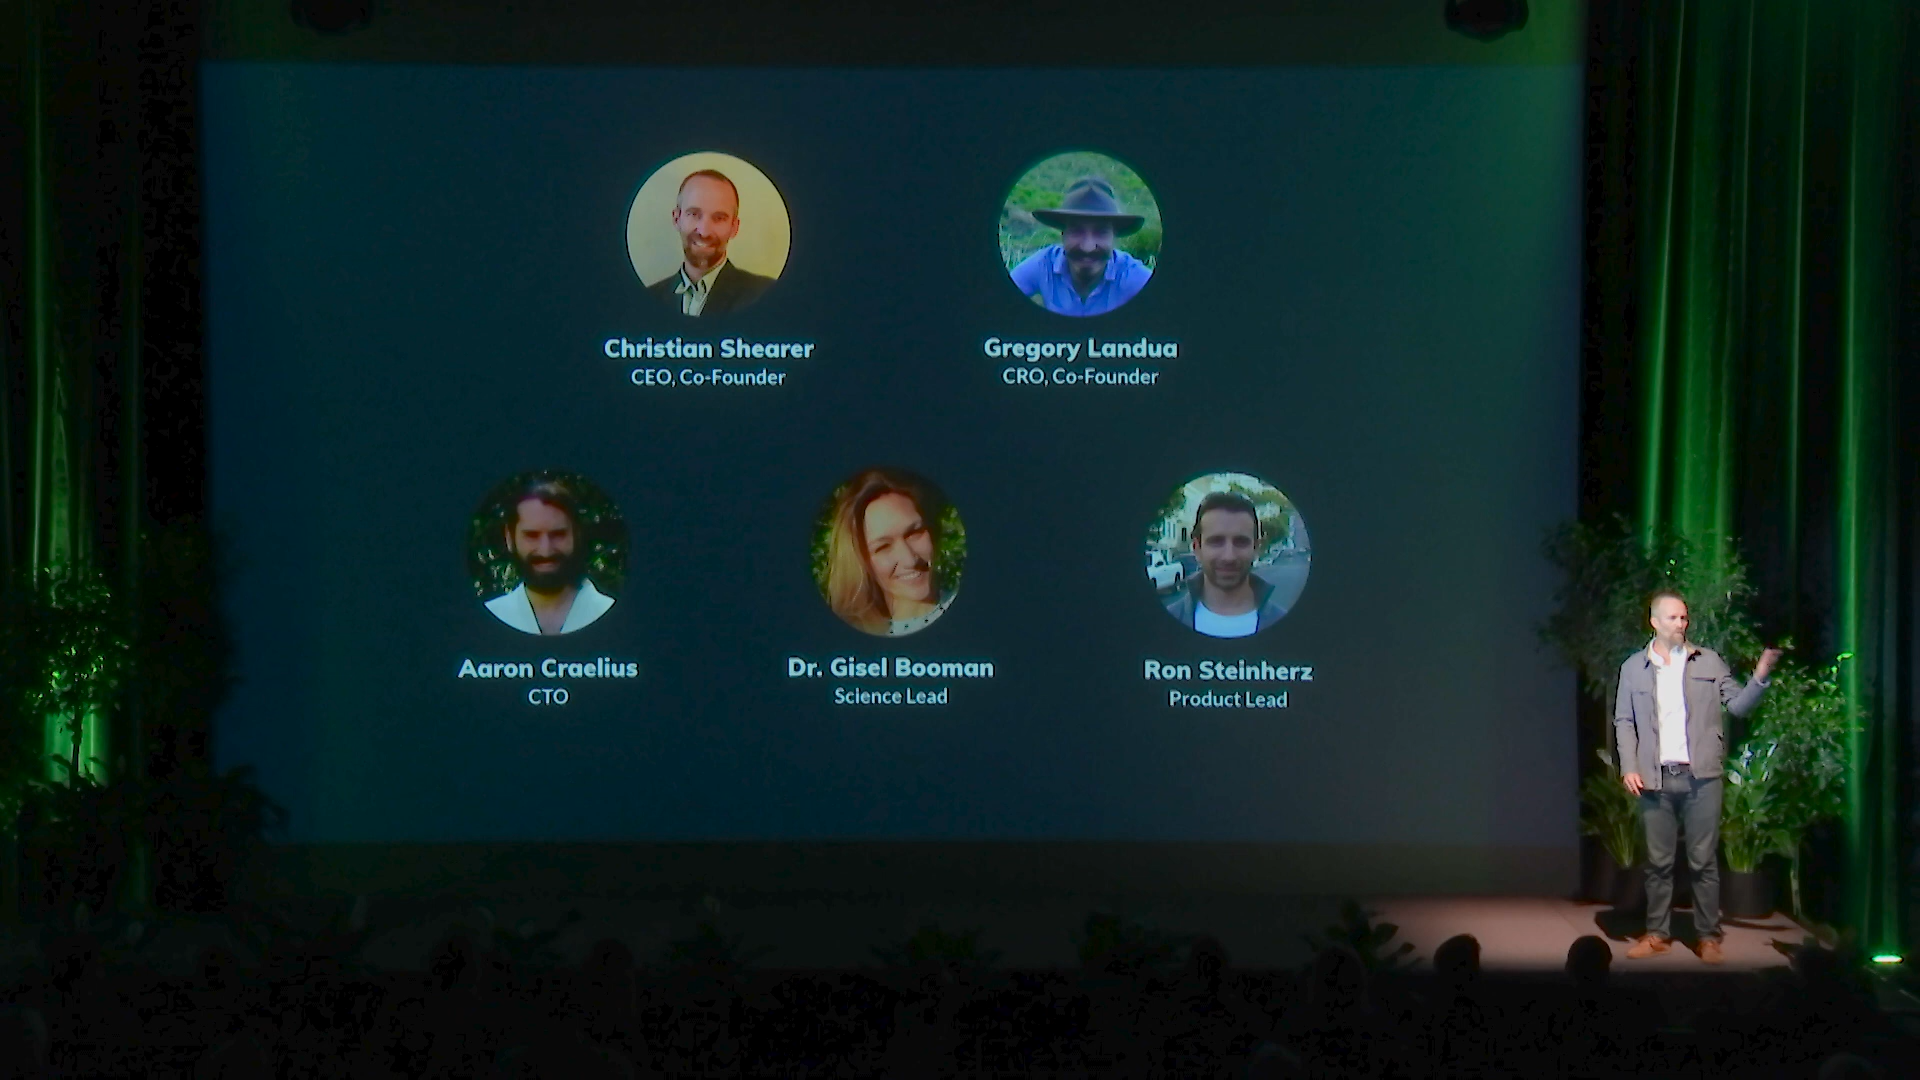 Christian Shearer
CEO, Co-Founder
Gregory Landua
CRO, Co-Founder
Aaron Craelius
CTO
Dr. Gisel Booman
Science Lead
Ron Steinherz
Product Lead